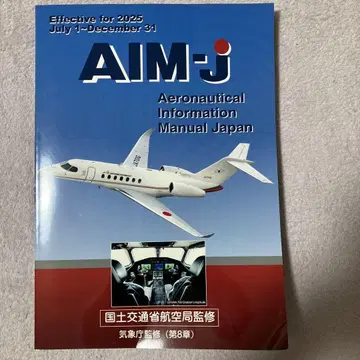 Effective for 2025
July 1~December 31
AIM-J
Aeronautical
Information
Manual Japan
国土交通省航空局監修
気象庁監修(第8章)